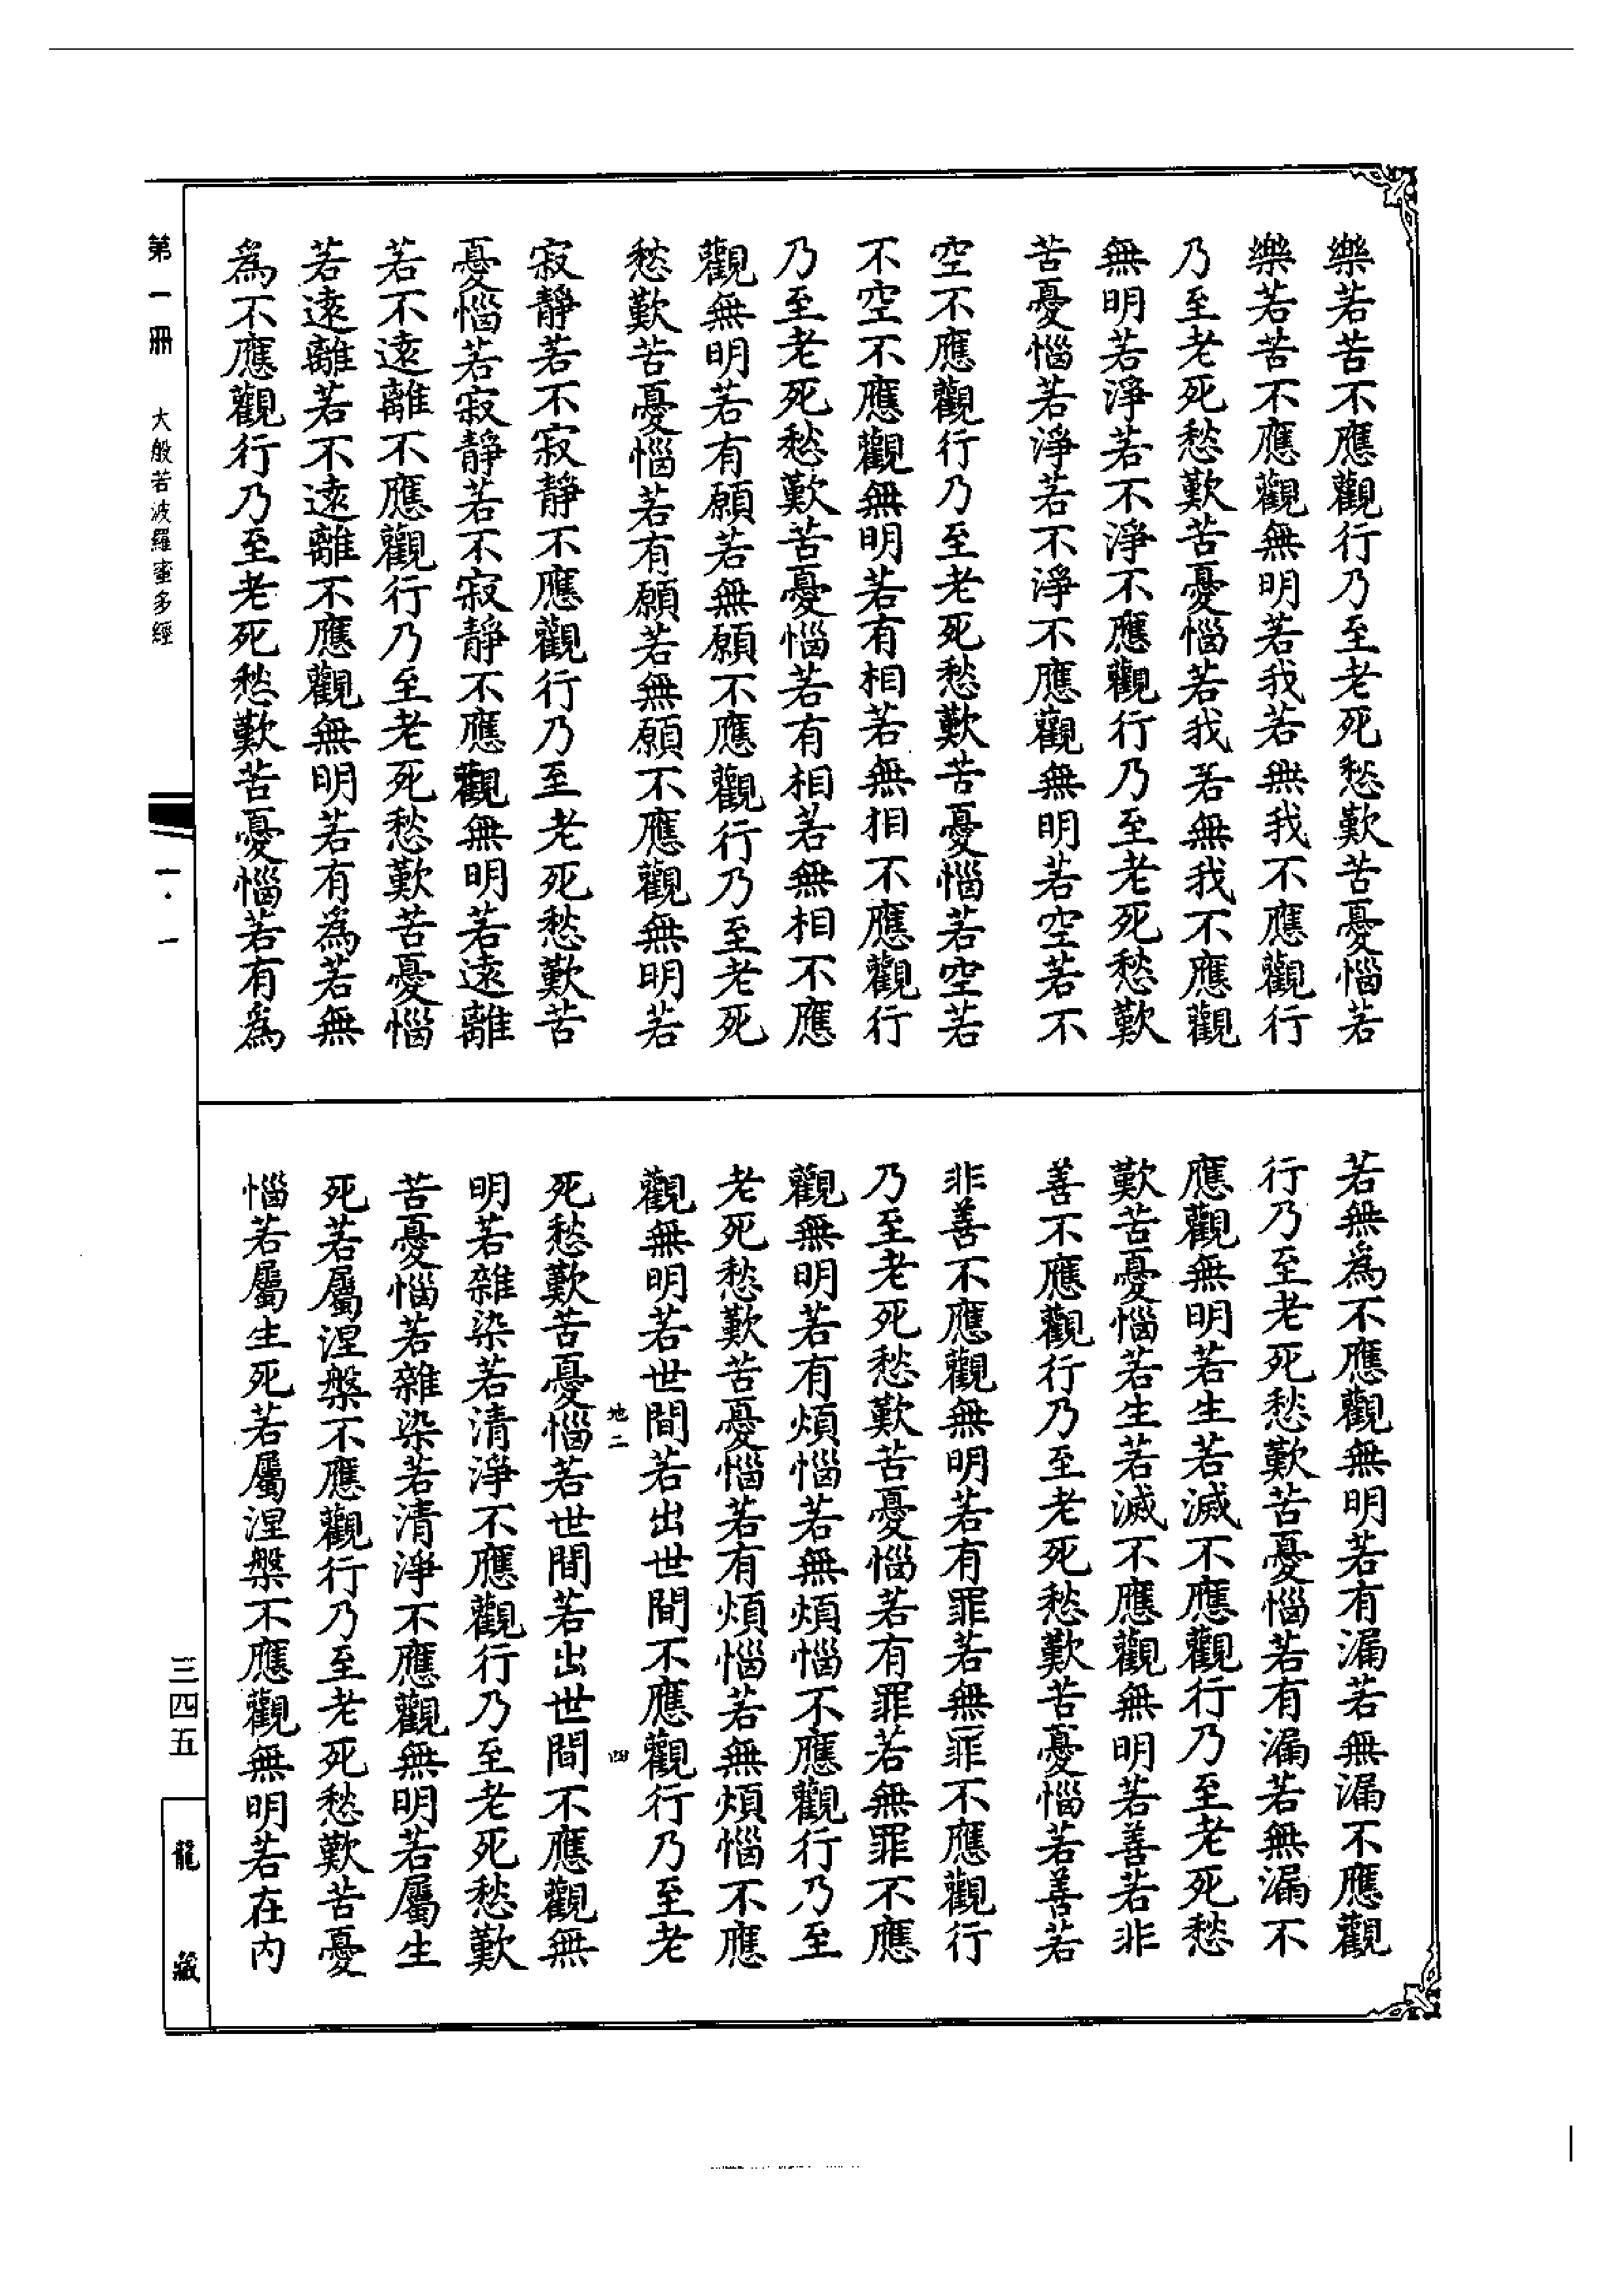 樂若苦不應觀行乃至老死愁歎苦憂惱若
樂若苦不應觀無明若我若無我不應觀行
乃至老死愁歎苦憂惱若我若無我不應觀
無明若淨若不淨不應觀行乃至老死愁歎
苦憂惱若淨若不淨不應觀無明若空若不
空不應觀行乃至老死愁歎苦憂惱若空若
不空不應觀無明若有相若無相不應觀行
乃至老死愁歎苦憂惱若有相若無相不應
觀無明若有願若無願不應觀行乃至老死
愁歎苦憂惱若有願若無願不應觀無明若
寂靜若不寂靜不應觀行乃至老死愁歎苦
憂惱若寂靜若不寂靜不應觀無明若遠離
若不遠離不應觀行乃至老死愁歎苦憂惱
若遠離若不遠離不應觀無明若有為若無
為不應觀行乃至老死愁歎苦憂惱若有為
若無為不應觀無明若有漏若無漏不應觀
行乃至老死愁歎苦憂惱若有漏若無漏不
應觀無明若生若滅不應觀行乃至老死愁
歎苦憂惱若生若滅不應觀無明若善若非
善不應觀行乃至老死愁歎苦憂惱若善若
非善不應觀無明若有罪若無罪不應觀行
乃至老死愁歎苦憂惱若有罪若無罪不應
觀無明若有煩惱若無煩惱不應觀行乃至
老死愁歎苦憂惱若有煩惱若無煩惱不應
觀無明若世間若出世間不應觀行乃至老
地二 四
死愁歎苦憂惱若世間若出世間不應觀無
明若雜染若清淨不應觀行乃至老死愁歎
苦憂惱若雜染若清淨不應觀無明若屬生
死若屬涅槃不應觀行乃至老死愁歎苦憂
惱若屬生死若屬涅槃不應觀無明若在內
第一冊 大般若波羅蜜多經 一·一
三四五
龍藏